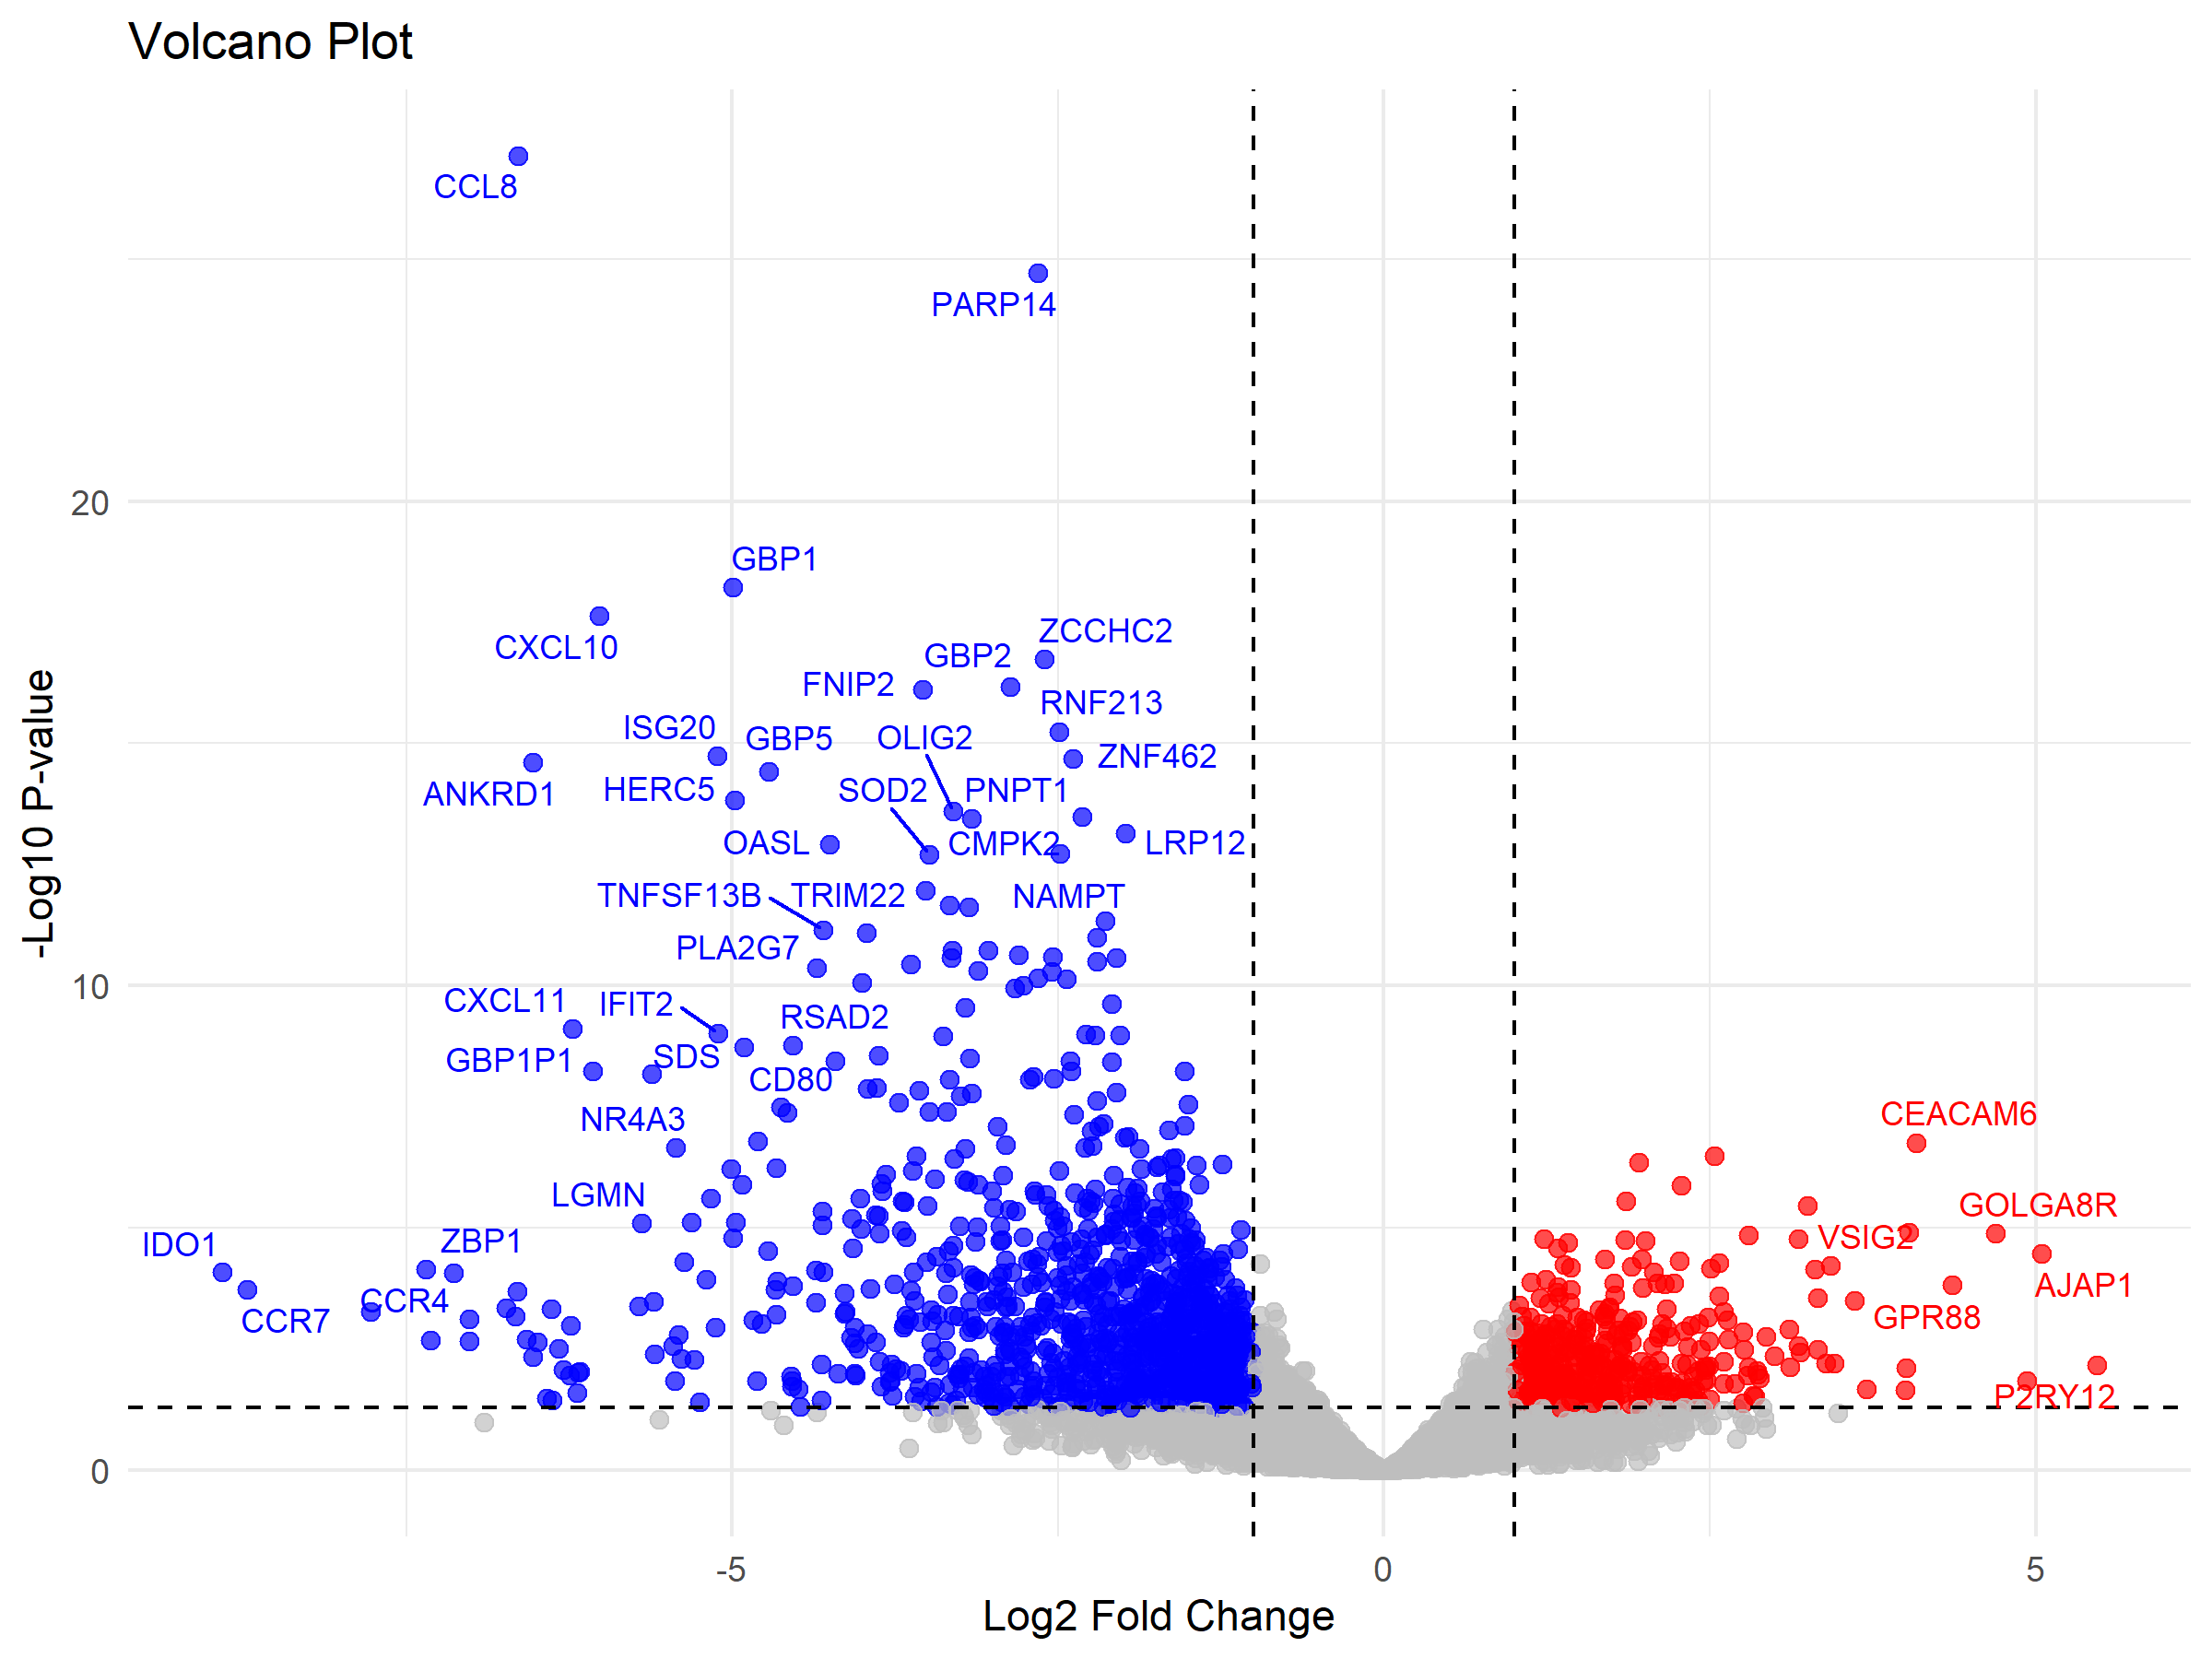 Volcano Plot
CCL8
PARP14
20
GBP1
CXCL10
ZCCHC2
GBP2
FNIP2
RNF213
ISG20
GBP5
OLIG2
ZNF462
ANKRD1
HERC5
SOD2
PNPT1
OASL
CMPK2
LRP12
TNFSF13B
TRIM22
NAMPT
PLA2G7
10
CXCL11
IFIT2
RSAD2
GBP1P1
SDS
CD80
NR4A3
CEACAM6
LGMN
GOLGA8R
IDO1
ZBP1
VSIG2
AJAP1
CCR4
CCR7
GPR88
P2RY12
0
-5
0
5
Log2 Fold Change
-Log10 P-value